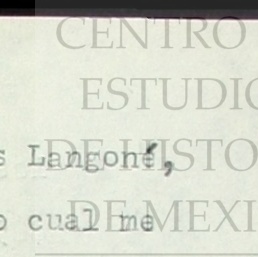 CENTRO
ESTUDIO
DE HISTO
DE MEXI
s Langoné,
o cual me